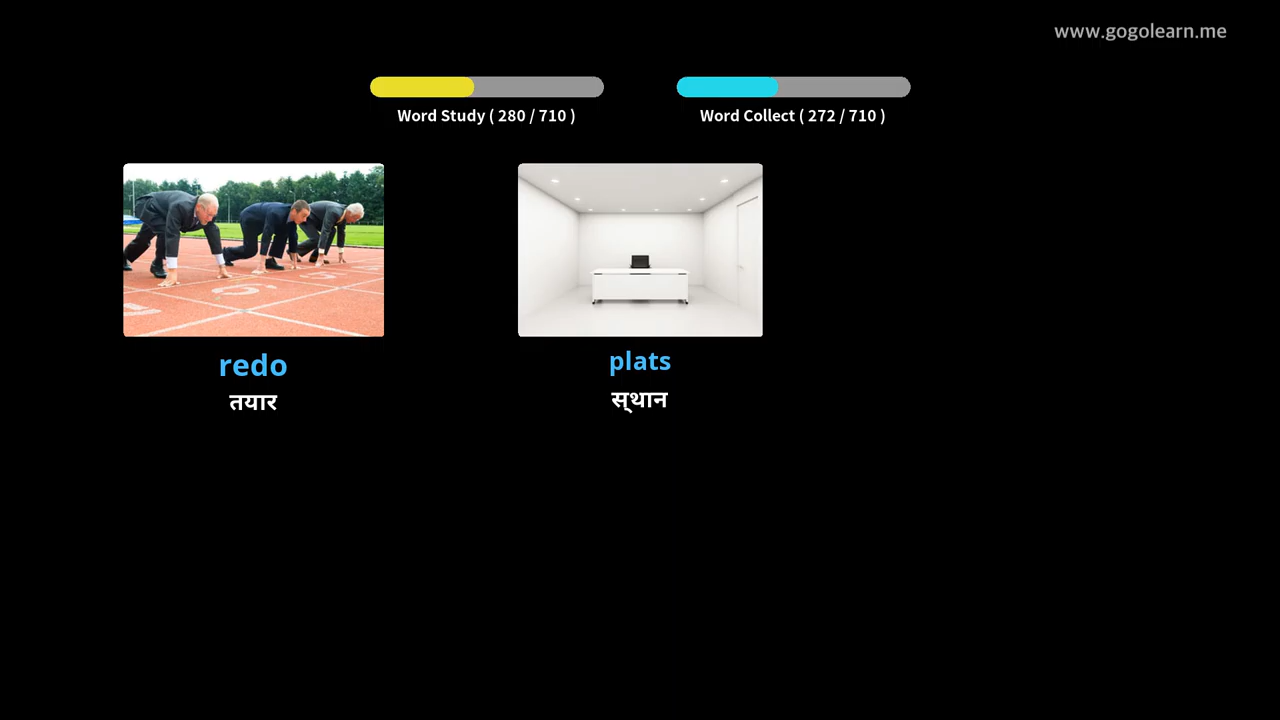 www.gogolearn.me
Word Study ( 280 / 710 )
Word Collect ( 272 / 710 )
redo
तयार
plats
स्थान